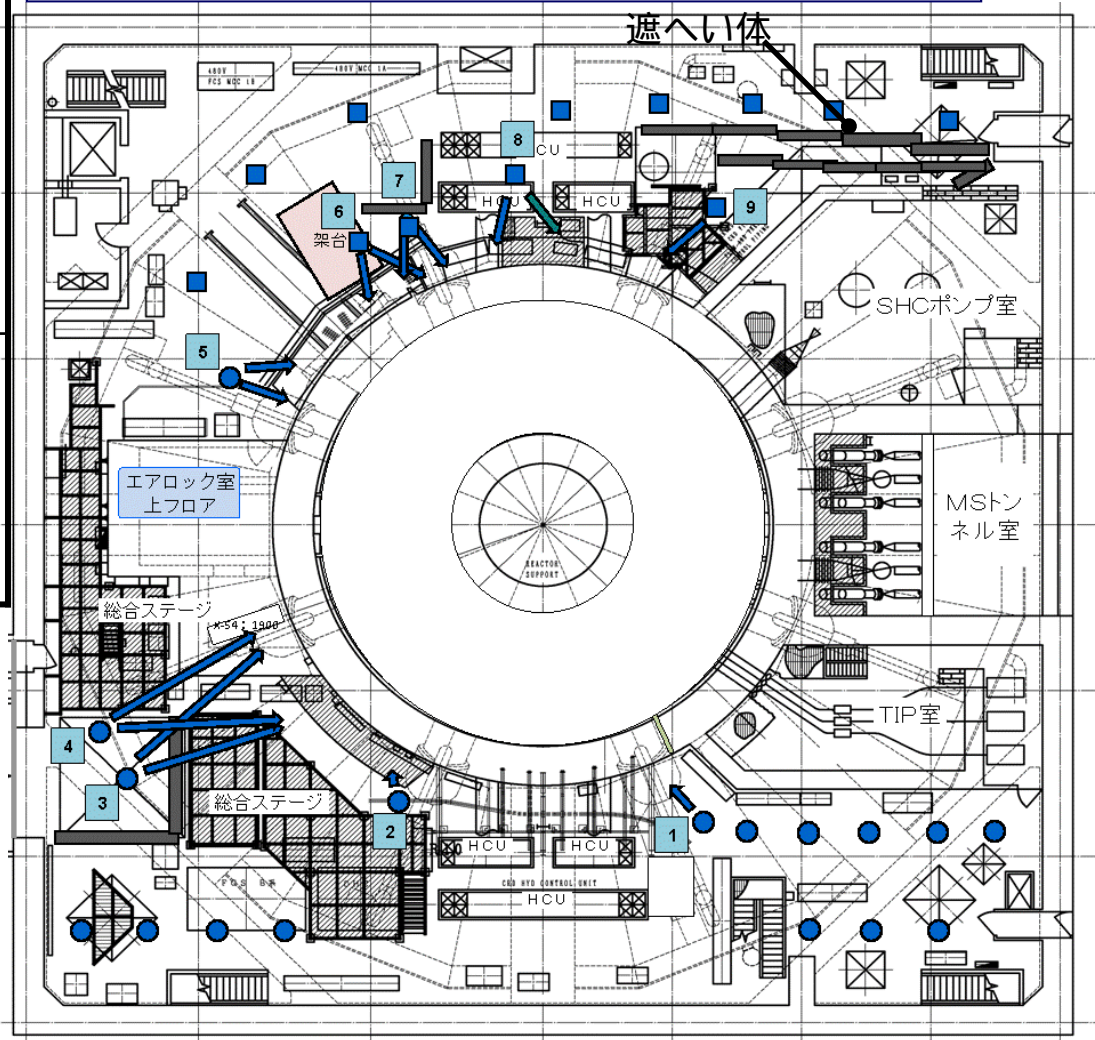 遮へい体
480V
FCS MCC 1B
480V MCC 1A
8
CU
7
HCU
HCU
6
9
架台
SHCポンプ室
5
エアロック室
上フロア
MSトン
ネル室
REACTOR
SUPPORT
総合ステージ
X-54: 1900
TIP室
4
3
総合ステージ
2
1
HCU
HCU
CRD HYD CONTROL UNIT
HCU